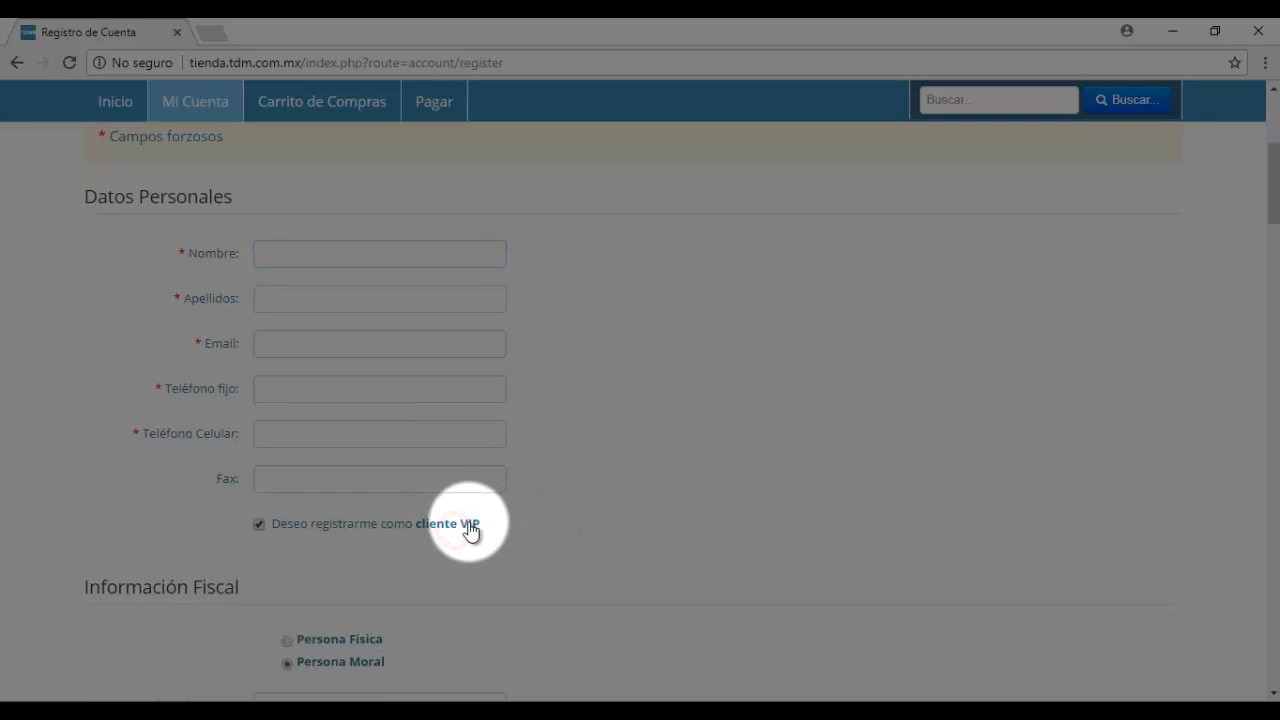 Registro de Cuenta
No seguro
tienda.tdm.com.mx/index.php?route=account/register
Inicio
Mi Cuenta
Carrito de Compras
Pagar
Buscar...
Buscar...
* Campos forzosos
Datos Personales
* Nombre:
* Apellidos:
* Email:
* Teléfono fijo:
* Teléfono Celular:
Fax:
Deseo registrarme como cliente VIP
Información Fiscal
Persona Fisica
Persona Moral